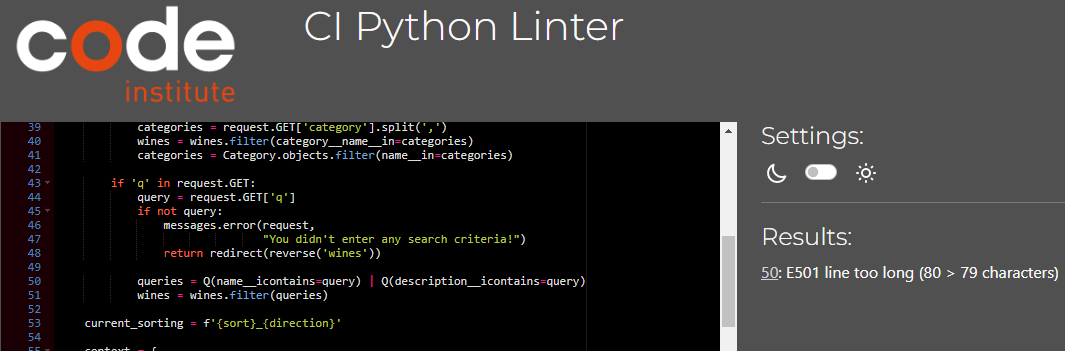 code
institute
CI Python Linter
39 categories = request.GET['category'].split(',')
40 wines = wines.filter(category__name__in=categories)
41 categories = Category.objects.filter(name__in=categories)
42
43 if 'q' in request.GET:
44 query = request.GET['q']
45 if not query:
46 messages.error(request,
47 "You didn't enter any search criteria!")
48 return redirect(reverse('wines'))
49
50 queries = Q(name__icontains=query) | Q(description__icontains=query)
51 wines = wines.filter(queries)
52
53 current_sorting = f'{sort}_{direction}'
54
55 context = {
Settings:
Results:
50: E501 line too long (80 > 79 characters)